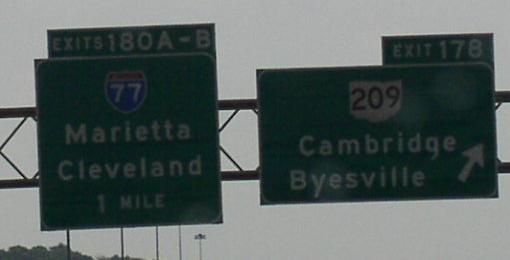 EXITS 180A-B
77
Marietta
Cleveland
1 MILE
EXIT 178
209
Cambridge
Byesville